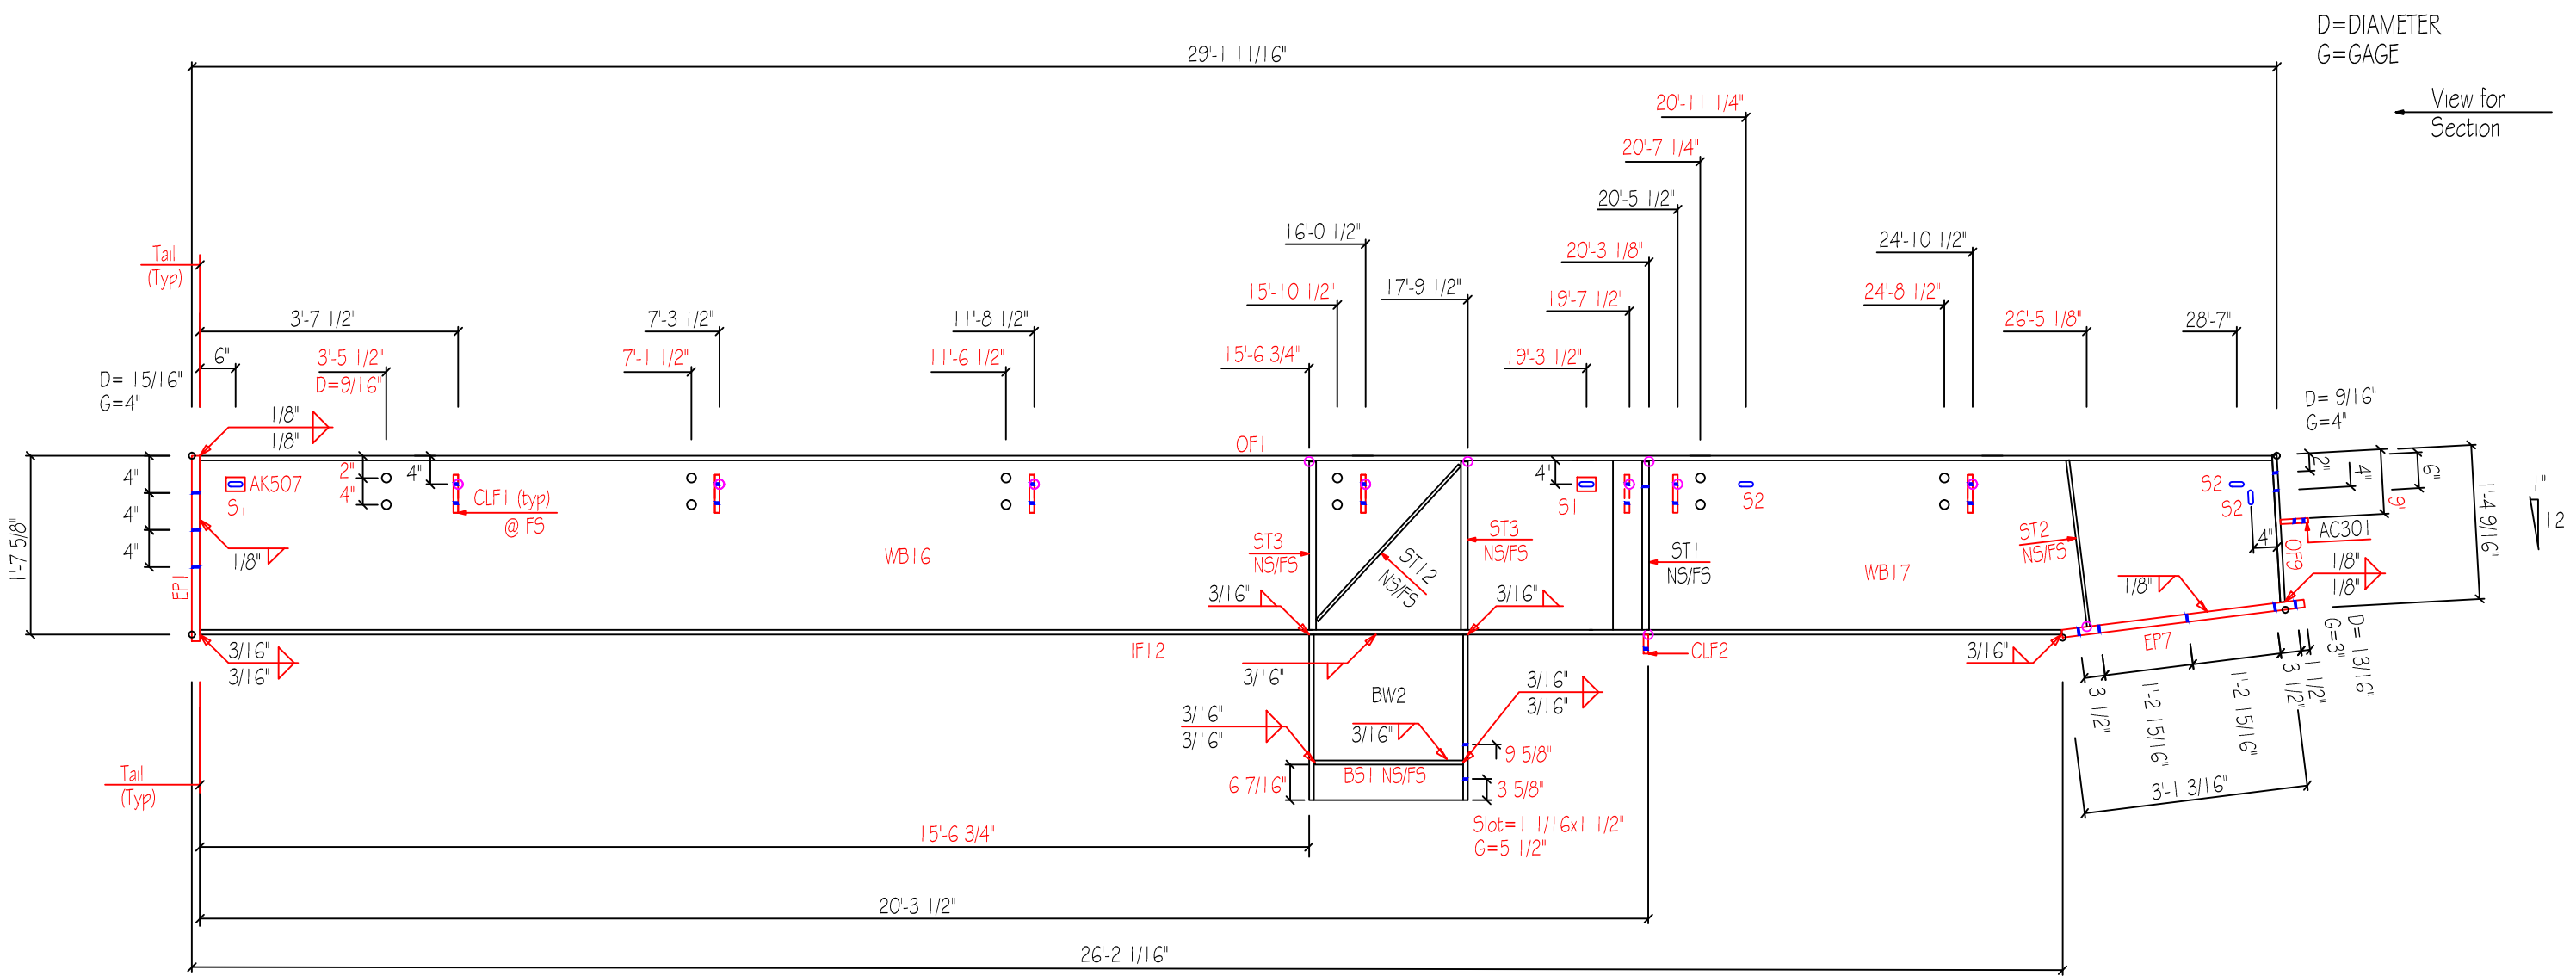 D=DIAMETER
G=GAGE
View for
Section
29'-1 11/16"
20'-11 1/4"
20'-7 1/4"
20'-5 1/2"
16'-0 1/2"
20'-3 1/8"
24'-10 1/2"
Tail
(Typ)
15'-10 1/2"
17'-9 1/2"
19'-7 1/2"
24'-8 1/2"
3'-7 1/2"
7'-3 1/2"
11'-8 1/2"
26'-5 1/8"
28'-7"
6"
3'-5 1/2"
D=9/16"
7'-1 1/2"
11'-6 1/2"
15'-6 3/4"
19'-3 1/2"
D= 15/16"
G=4"
D= 9/16"
G=4"
1/8"
1/8"
OF1
4"
2"
4"
4"
4"
2"
4"
6"
9"
1'-4 9/16"
AK507
S1
CLF1 (typ)
@ FS
S1
S2
S2
S2
1"
12
4"
4"
1'-7 5/8"
EP1
1/8"
WB16
ST3
NS/FS
ST12
NS/FS
ST3
NS/FS
ST1
NS/FS
WB17
ST2
NS/FS
4"
AC301
OF9
1/8"
1/8"
1/8"
3/16"
3/16"
3/16"
3/16"
IF12
3/16"
CLF2
3/16"
EP7
D= 13/16"
G=3"
BW2
3/16"
3/16"
3/16"
3/16"
3/16"
3 1/2"
1'-2 15/16"
1'-2 15/16"
3 1/2"
1 1/2"
9 5/8"
Tail
(Typ)
6 7/16"
BS1 NS/FS
3 5/8"
3'-1 3/16"
15'-6 3/4"
Slot=1 1/16x1 1/2"
G=5 1/2"
20'-3 1/2"
26'-2 1/16"